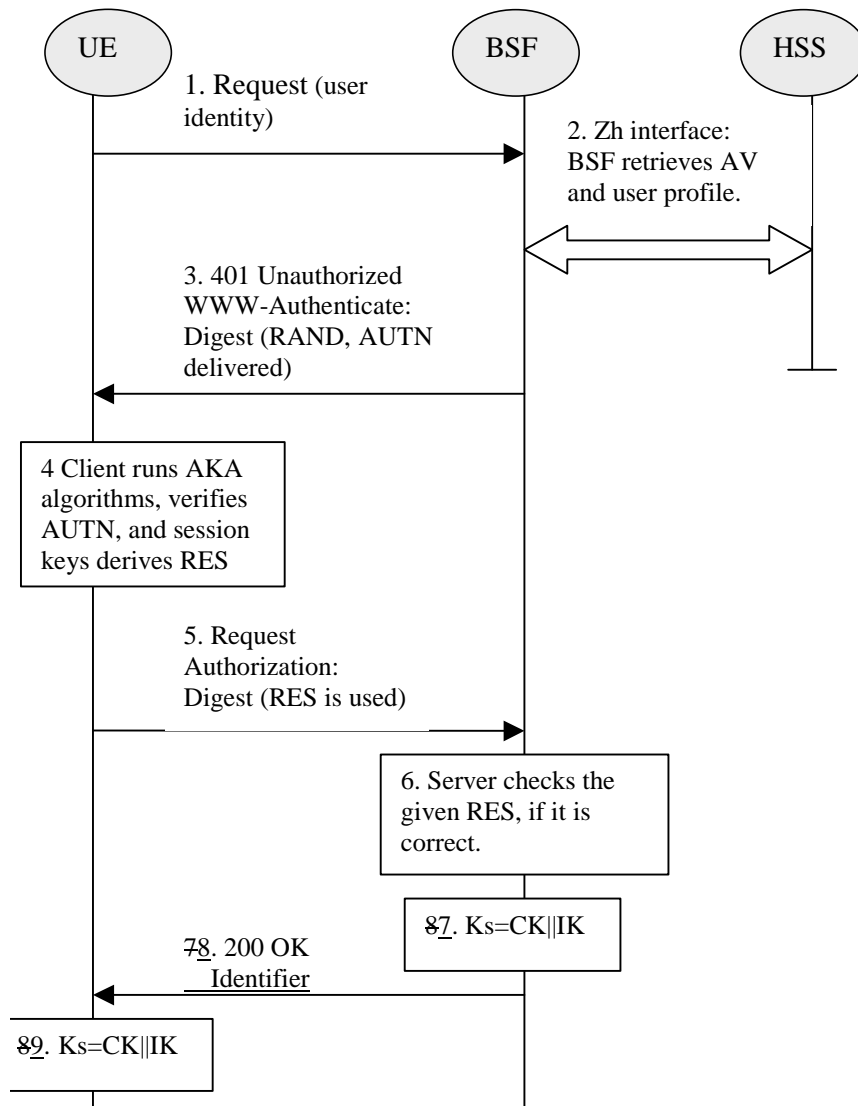 UE
BSF
HSS
1. Request (user
identity)
2. Zh interface:
BSF retrieves AV
and user profile.
3. 401 Unauthorized
WWW-Authenticate:
Digest (RAND, AUTN
delivered)
4 Client runs AKA
algorithms, verifies
AUTN, and session
keys derives RES
5. Request
Authorization:
Digest (RES is used)
6. Server checks the
given RES, if it is
correct.
87. Ks=CK||IK
78. 200 OK
Identifier
89. Ks=CK||IK